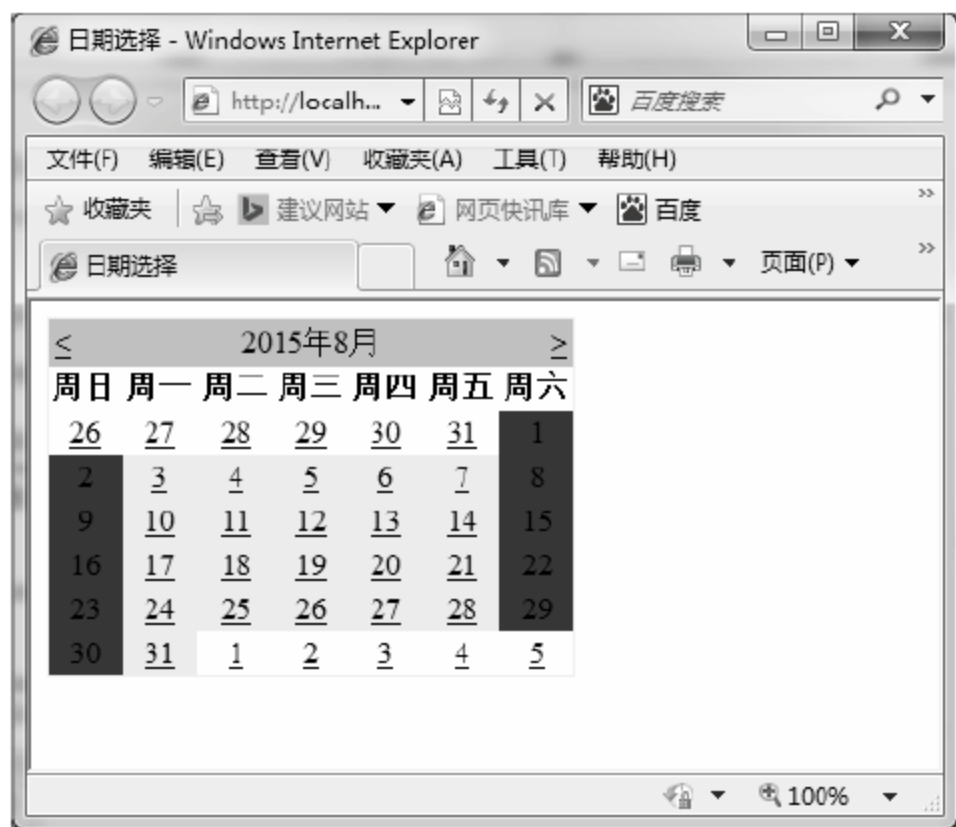 日期选择 - Windows Internet Explorer
http://localh... 百度搜索
文件(F) 编辑(E) 查看(V) 收藏夹(A) 工具(T) 帮助(H)
收藏夹 建议网站 网页快讯库 百度
日期选择 页面(P)
< 2015年8月 >
周日 周一 周二 周三 周四 周五 周六
26 27 28 29 30 31 1
2 3 4 5 6 7 8
9 10 11 12 13 14 15
16 17 18 19 20 21 22
23 24 25 26 27 28 29
30 31 1 2 3 4 5
100%